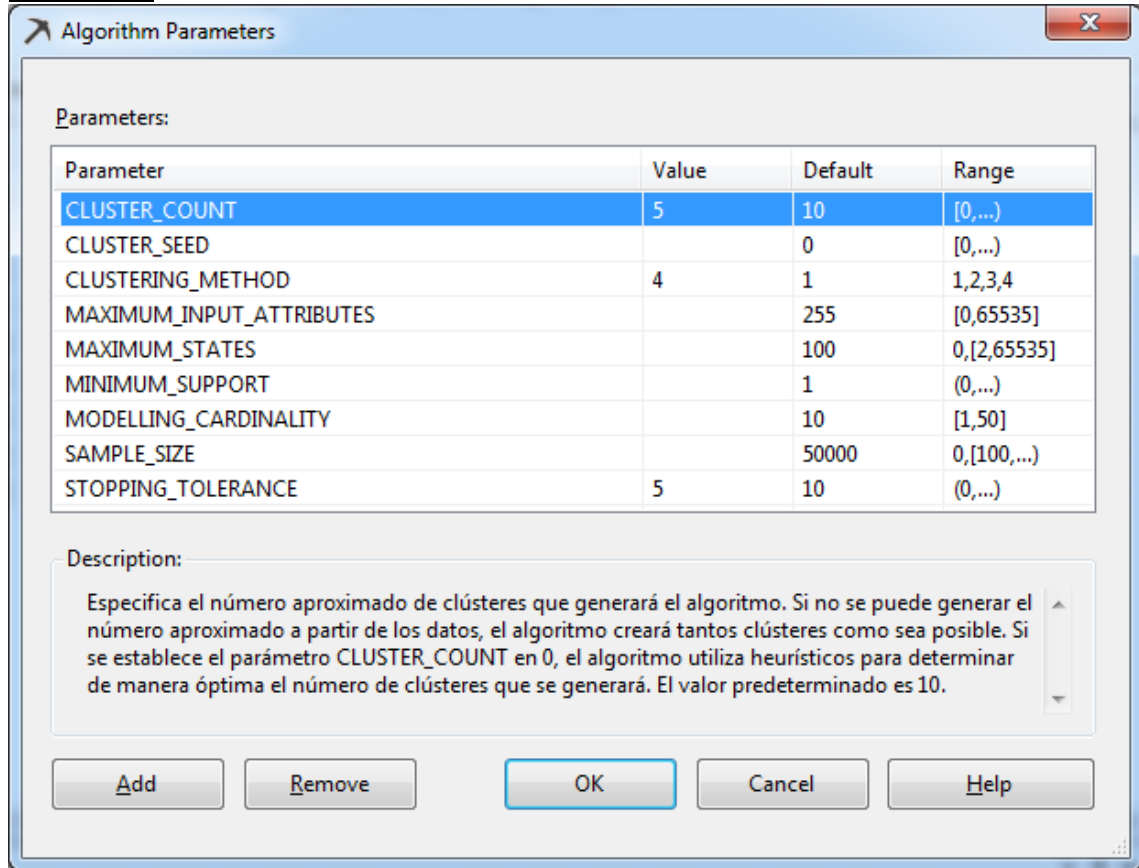 Algorithm Parameters
Parameters:
Parameter Value Default Range
CLUSTER_COUNT 5 10 [0,...)
CLUSTER_SEED 0 [0,...)
CLUSTERING_METHOD 4 1 1,2,3,4
MAXIMUM_INPUT_ATTRIBUTES 255 [0,65535]
MAXIMUM_STATES 100 0,[2,65535]
MINIMUM_SUPPORT 1 (0,...)
MODELLING_CARDINALITY 10 [1,50]
SAMPLE_SIZE 50000 0,[100,...)
STOPPING_TOLERANCE 5 10 (0,...)
Description:
Especifica el número aproximado de clústeres que generará el algoritmo. Si no se puede generar el
número aproximado a partir de los datos, el algoritmo creará tantos clústeres como sea posible. Si
se establece el parámetro CLUSTER_COUNT en 0, el algoritmo utiliza heurísticos para determinar
de manera óptima el número de clústeres que se generará. El valor predeterminado es 10.
Add Remove OK Cancel Help